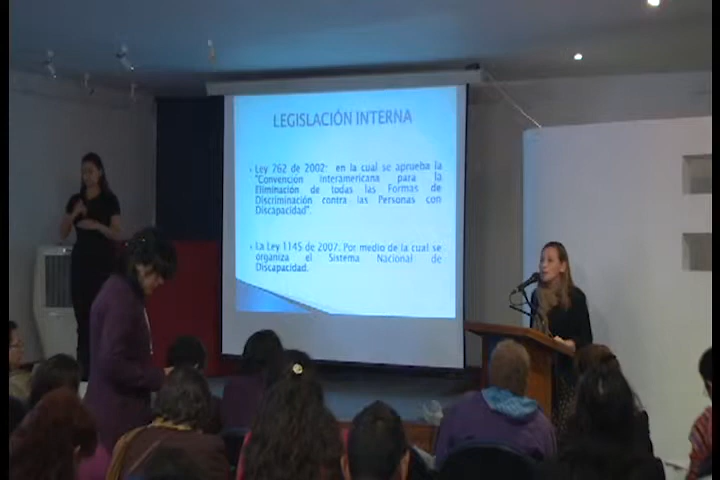 LEGISLACIÓN INTERNA
Ley 762 de 2002: en la cual se aprueba la
"Convención Interamericana para la
Eliminación de todas las Formas de
Discriminación contra las Personas con
Discapacidad".
La Ley 1145 de 2007. Por medio de la cual se
organiza el Sistema Nacional de
Discapacidad.